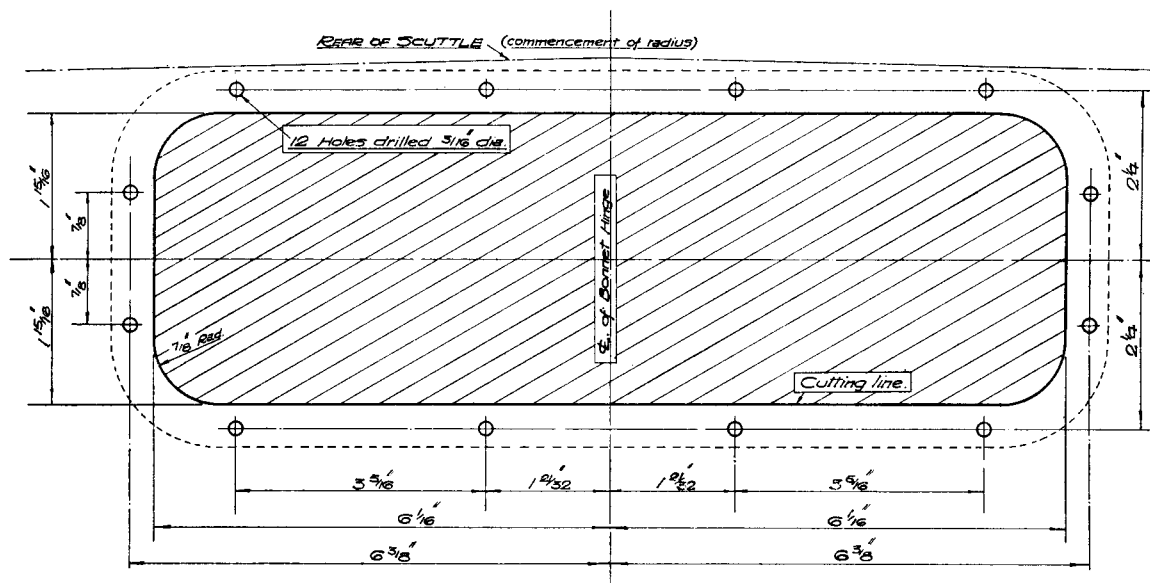 REAR OF SCUTTLE (commencement of radius)
12 Holes drilled 3/16" dia.
1 15/16"
7/8"
2 1/4"
℄. of Bonnet Hinge
7/8"
1 15/16"
2 1/4"
7/8" Rad.
Cutting line.
3 5/16"
1 21/32"
1 21/32"
3 5/16"
6 1/16"
6 1/16"
6 3/8"
6 3/8"